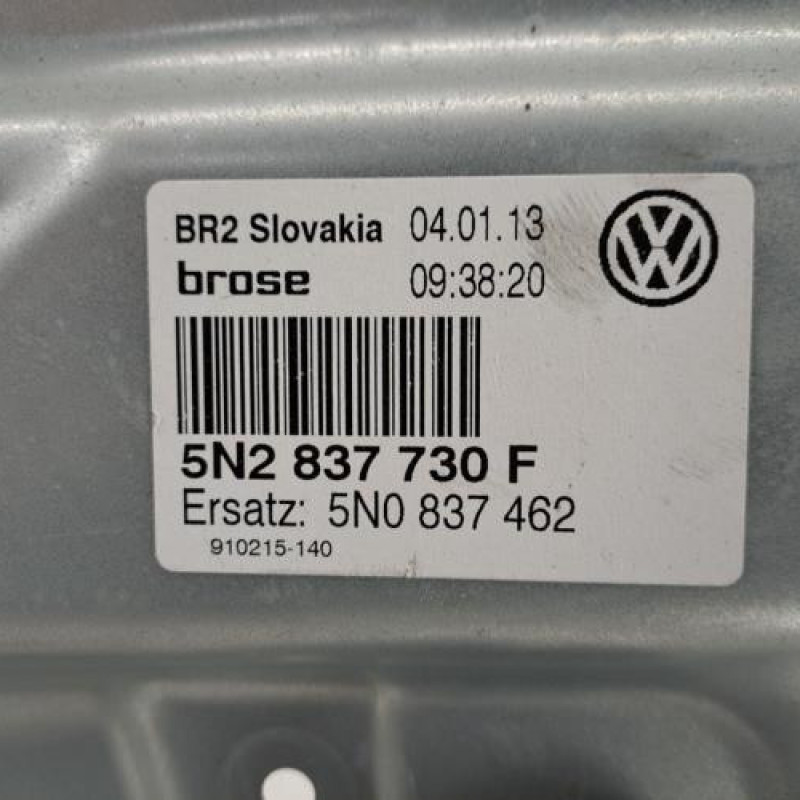 BR2 Slovakia 04.01.13
brose 09:38:20
5N2 837 730 F
Ersatz: 5N0 837 462
910215-140